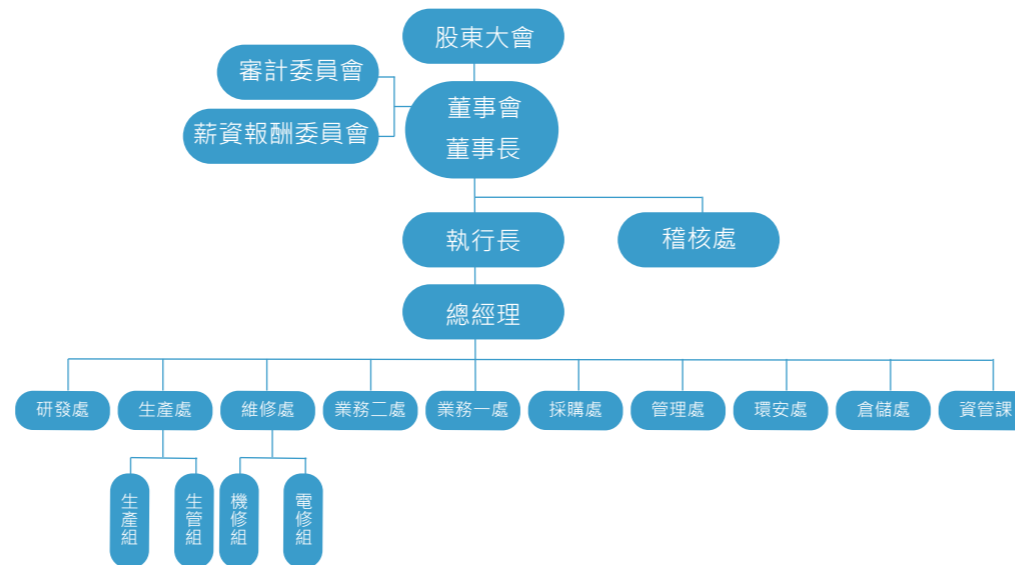 股東大會
審計委員會
薪資報酬委員會
董事會
董事長
執行長
稽核處
總經理
研發處
生產處
維修處
業務二處
業務一處
採購處
管理處
環安處
倉儲處
資管課
生產組
生管組
機修組
電修組